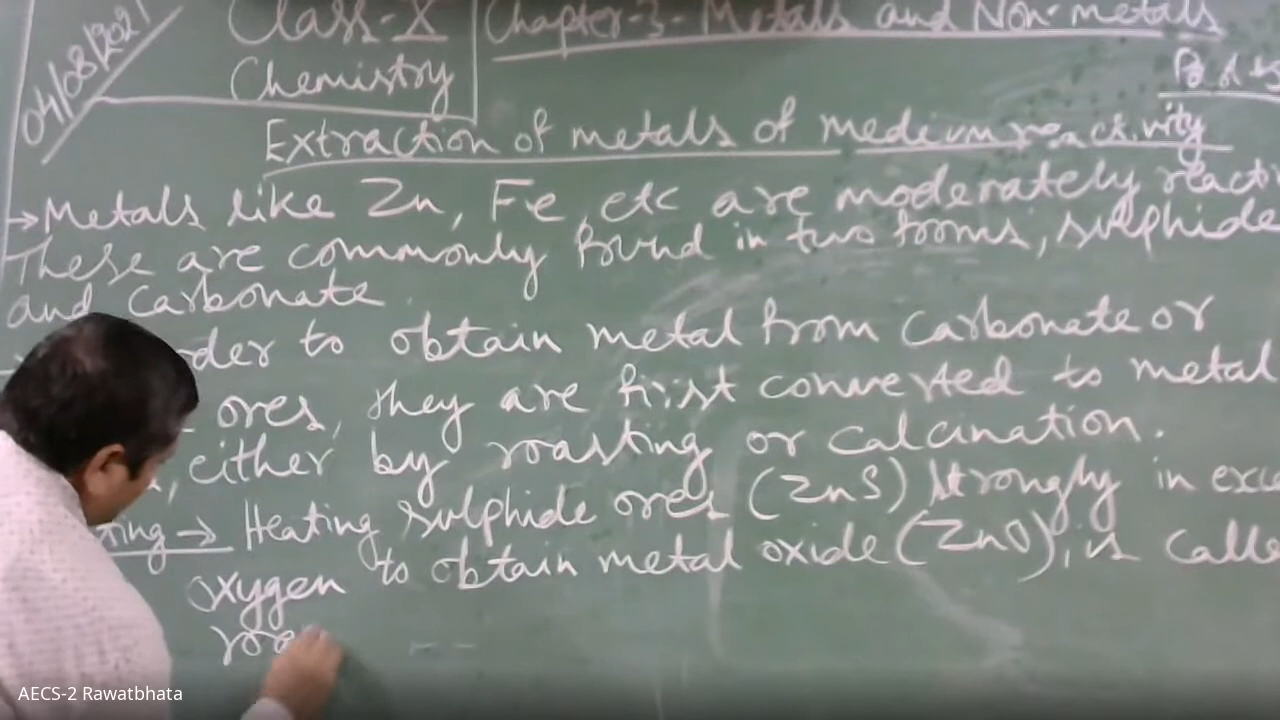 04/08/2021
Class-X
Chemistry
Chapter-3- Metals and Non-metals
Extraction of metals of medium reactivity
→Metals like Zn, Fe, etc are moderately reacti
These are commonly found in two forms, sulphide
and carbonate.
der to obtain metal from carbonate or
ores, they are first converted to metal
, either by roasting or calcination.
ting → Heating sulphide ores (ZnS) strongly in exce
oxygen to obtain metal oxide (ZnO), is calle
roa
AECS-2 Rawatbhata